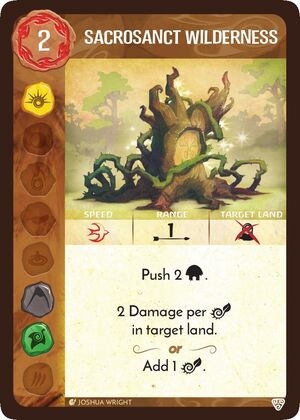 2
SACROSANCT WILDERNESS
SPEED RANGE TARGET LAND
1
Push 2 .
2 Damage per
in target land.
or
Add 1 .
JOSHUA WRIGHT